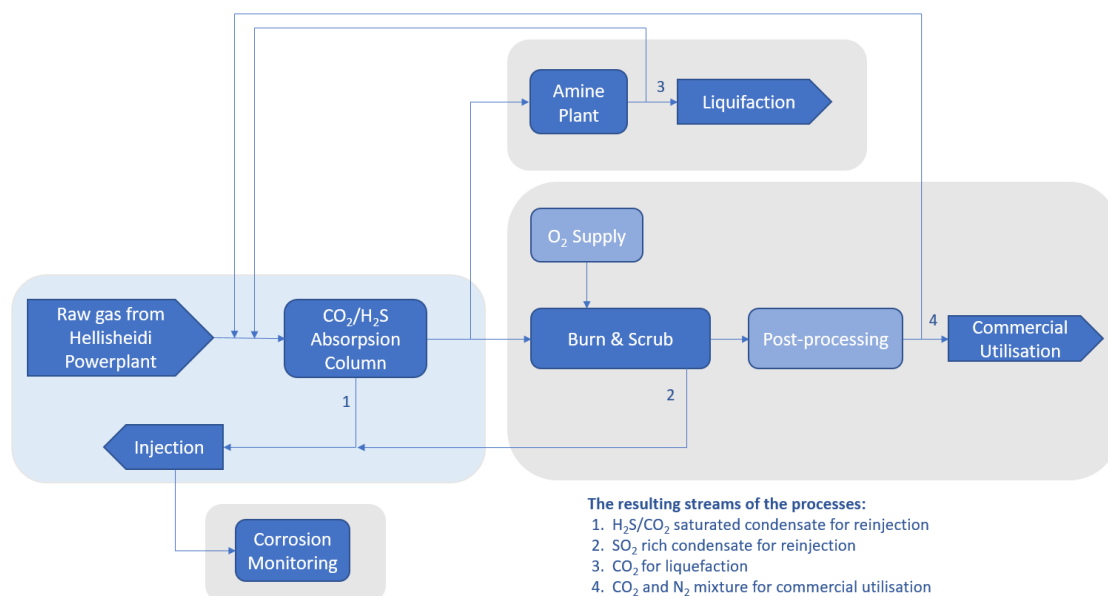 3
Amine
Plant
Liquifaction
O₂ Supply
Raw gas from
Hellisheidi
Powerplant
CO₂/H₂S
Absorpsion
Column
Burn & Scrub
Post-processing
4
Commercial
Utilisation
1
2
Injection
Corrosion
Monitoring
The resulting streams of the processes:
1. H₂S/CO₂ saturated condensate for reinjection
2. SO₂ rich condensate for reinjection
3. CO₂ for liquefaction
4. CO₂ and N₂ mixture for commercial utilisation